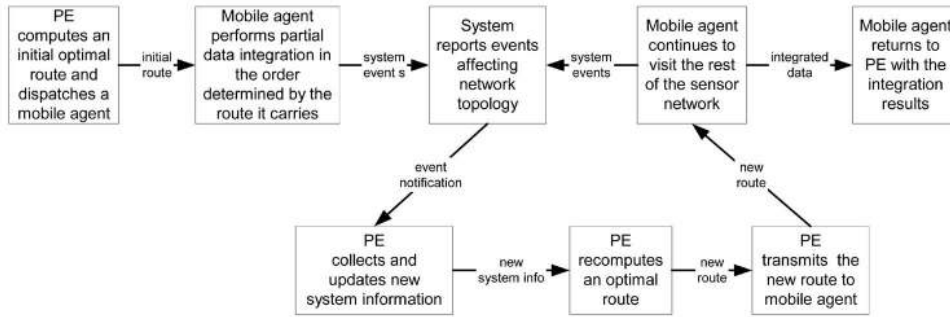 PE
computes an
initial optimal
route and
dispatches a
mobile agent
initial
route
Mobile agent
performs partial
data integration in
the order
determined by the
route it carries
system
event s
System
reports events
affecting
network
topology
system
events
Mobile agent
continues to
visit the rest
of the sensor
network
integrated
data
Mobile agent
returns to
PE with the
integration
results
event
notification
new
route
PE
collects and
updates new
system information
new
system info
PE
recomputes
an optimal
route
new
route
PE
transmits the
new route to
mobile agent